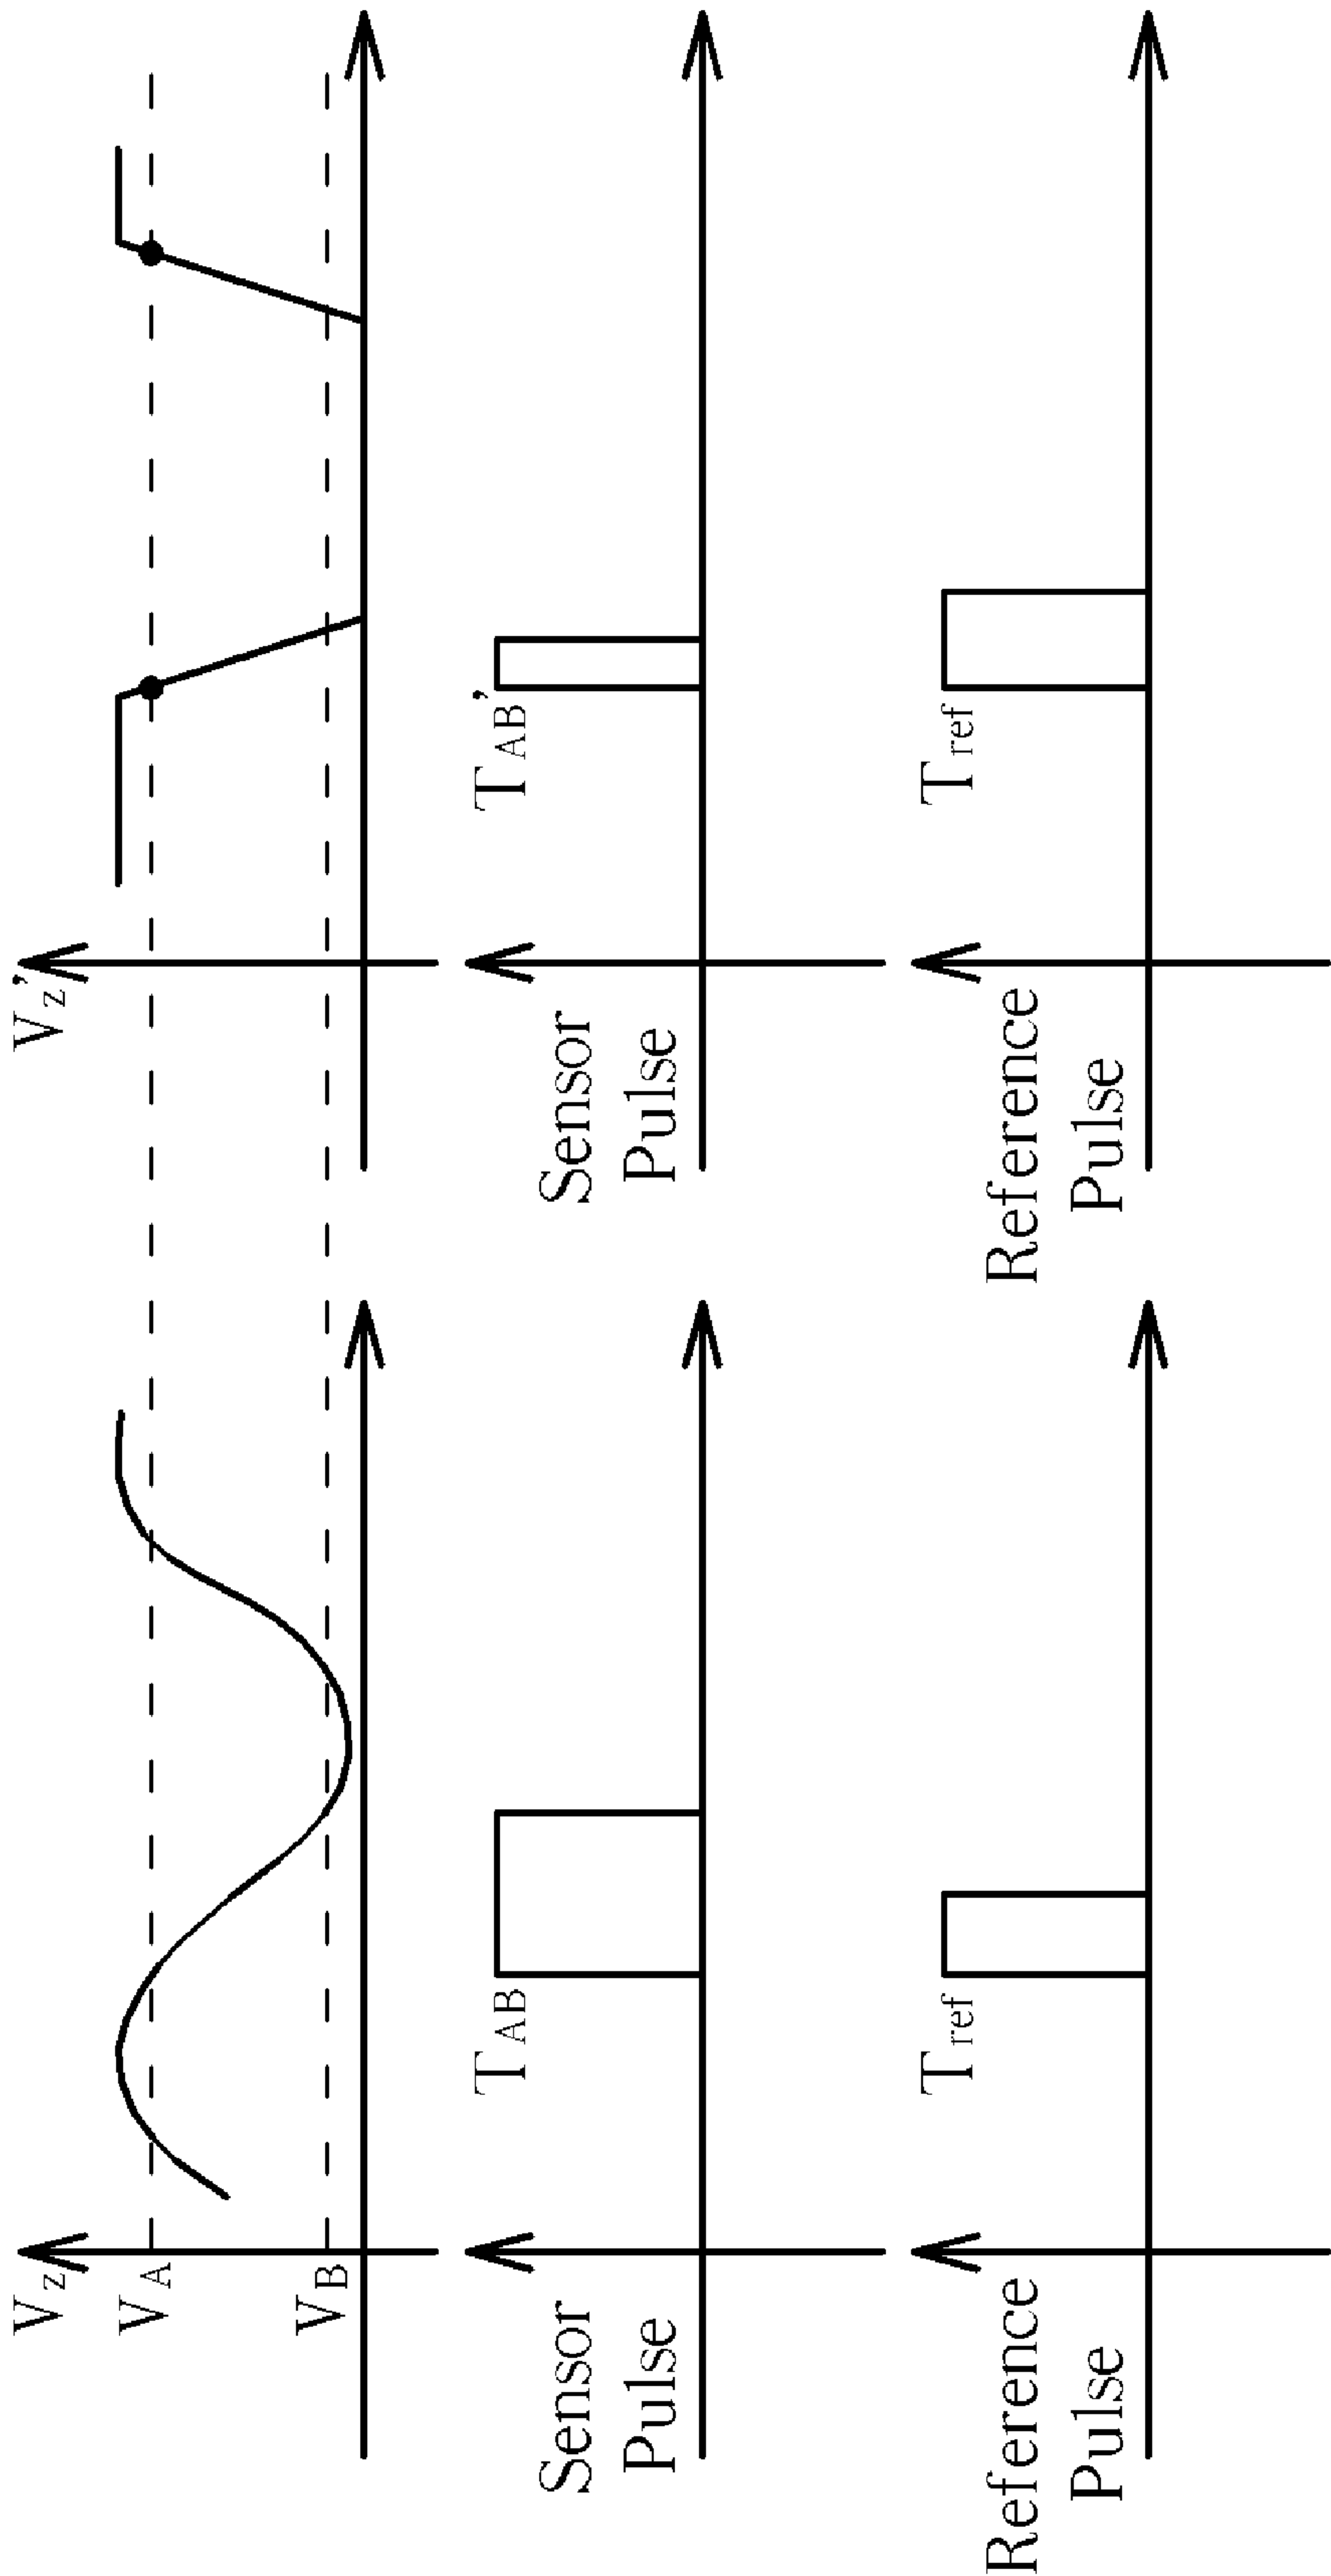 Vz
VA
VB
Sensor
Pulse
TAB
Reference
Pulse
Tref
Vz'
Sensor
Pulse
TAB'
Reference
Pulse
Tref